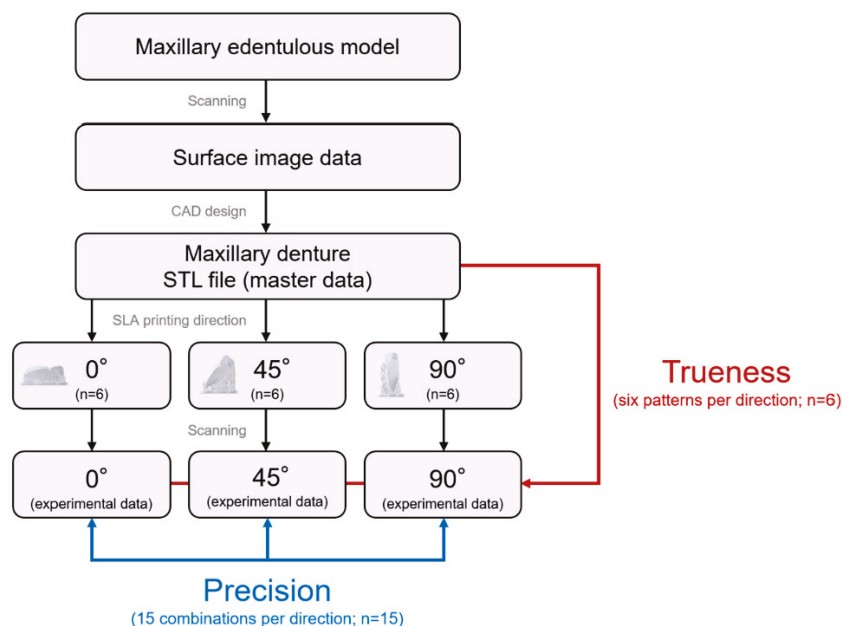 Maxillary edentulous model
Scanning
Surface image data
CAD design
Maxillary denture
STL file (master data)
SLA printing direction
0°
(n=6)
45°
(n=6)
90°
(n=6)
Trueness
(six patterns per direction; n=6)
Scanning
0°
(experimental data)
45°
(experimental data)
90°
(experimental data)
Precision
(15 combinations per direction; n=15)